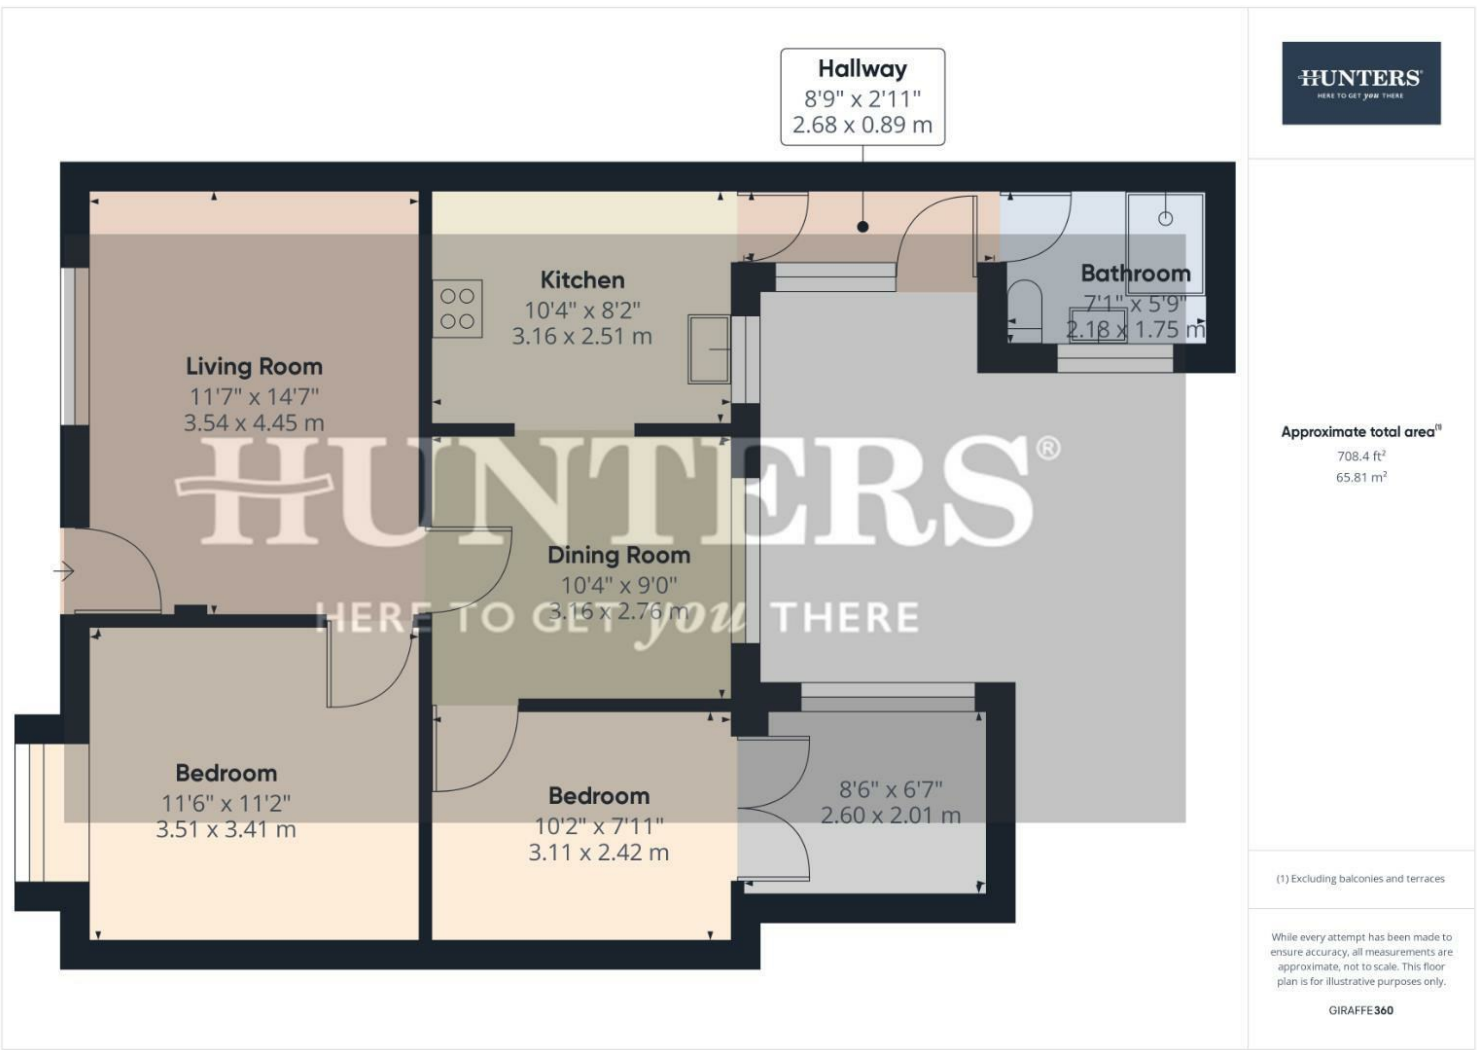 Hallway
8'9" x 2'11"
2.68 x 0.89 m
HUNTERS®
HERE TO GET you THERE
Kitchen
10'4" x 8'2"
3.16 x 2.51 m
Bathroom
7'1" x 5'9"
2.18 x 1.75 m
Living Room
11'7" x 14'7"
3.54 x 4.45 m
HUNTERS®
HERE TO GET you THERE
Dining Room
10'4" x 9'0"
3.16 x 2.76 m
Bedroom
11'6" x 11'2"
3.51 x 3.41 m
Bedroom
10'2" x 7'11"
3.11 x 2.42 m
8'6" x 6'7"
2.60 x 2.01 m
Approximate total area⁽¹⁾
708.4 ft²
65.81 m²
(1) Excluding balconies and terraces
While every attempt has been made to
ensure accuracy, all measurements are
approximate, not to scale. This floor
plan is for illustrative purposes only.
GIRAFFE360